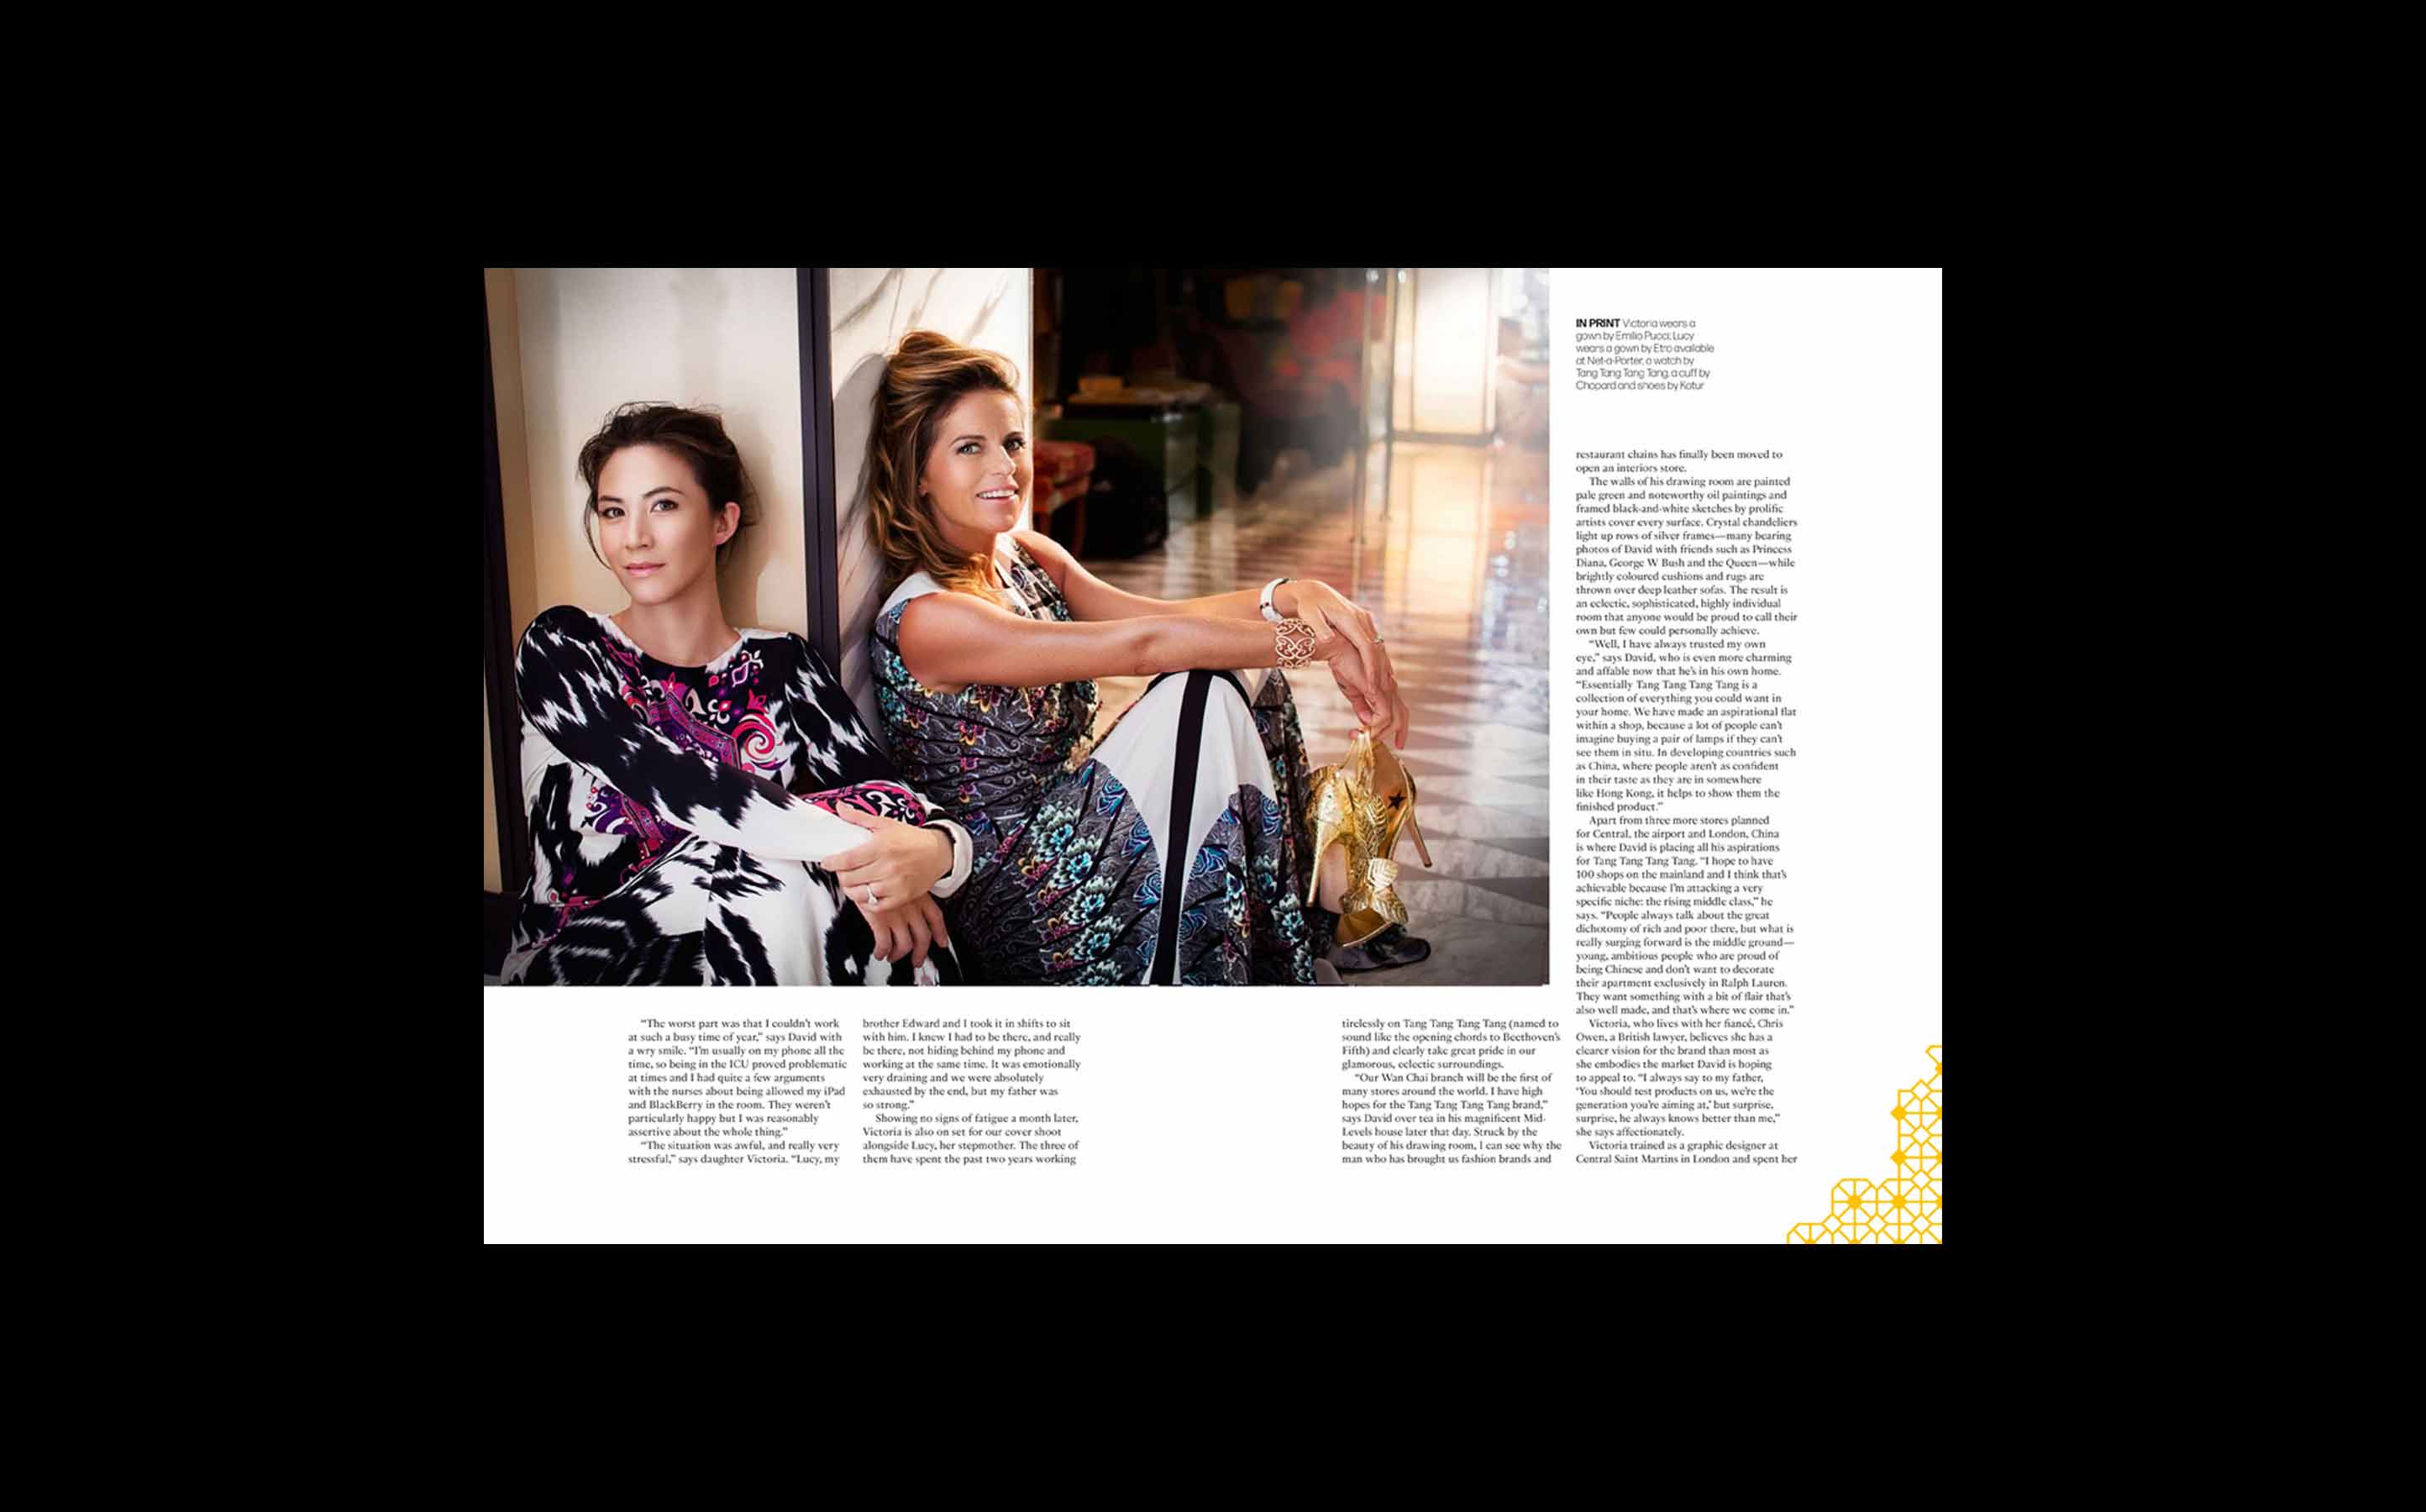 IN PRINT Victoria wears a
gown by Emilio Pucci; Lucy
wears a gown by Etro available
at Net-a-Porter, a watch by
Tang Tang Tang Tang, a cuff by
Chopard and shoes by Kotur
“The worst part was that I couldn’t work
at such a busy time of year,” says David with
a wry smile. “I’m usually on my phone all the
time, so being in the ICU proved problematic
at times and I had quite a few arguments
with the nurses about being allowed my iPad
and BlackBerry in the room. They weren’t
particularly happy but I was reasonably
assertive about the whole thing.”
“The situation was awful, and really very
stressful,” says daughter Victoria. “Lucy, my
brother Edward and I took it in shifts to sit
with him. I knew I had to be there, and really
be there, not hiding behind my phone and
working at the same time. It was emotionally
very draining and we were absolutely
exhausted by the end, but my father was
so strong.”
Showing no signs of fatigue a month later,
Victoria is also on set for our cover shoot
alongside Lucy, her stepmother. The three of
them have spent the past two years working
tirelessly on Tang Tang Tang Tang (named to
sound like the opening chords to Beethoven’s
Fifth) and clearly take great pride in our
glamorous, eclectic surroundings.
“Our Wan Chai branch will be the first of
many stores around the world. I have high
hopes for the Tang Tang Tang Tang brand,”
says David over tea in his magnificent Mid-
Levels house later that day. Struck by the
beauty of his drawing room, I can see why the
man who has brought us fashion brands and
restaurant chains has finally been moved to
open an interiors store.
The walls of his drawing room are painted
pale green and noteworthy oil paintings and
framed black-and-white sketches by prolific
artists cover every surface. Crystal chandeliers
light up rows of silver frames—many bearing
photos of David with friends such as Princess
Diana, George W Bush and the Queen—while
brightly coloured cushions and rugs are
thrown over deep leather sofas. The result is
an eclectic, sophisticated, highly individual
room that anyone would be proud to call their
own but few could personally achieve.
“Well, I have always trusted my own
eye,” says David, who is even more charming
and affable now that he’s in his own home.
“Essentially Tang Tang Tang Tang is a
collection of everything you could want in
your home. We have made an aspirational flat
within a shop, because a lot of people can’t
imagine buying a pair of lamps if they can’t
see them in situ. In developing countries such
as China, where people aren’t as confident
in their taste as they are in somewhere
like Hong Kong, it helps to show them the
finished product.”
Apart from three more stores planned
for Central, the airport and London, China
is where David is placing all his aspirations
for Tang Tang Tang Tang. “I hope to have
100 shops on the mainland and I think that’s
achievable because I’m attacking a very
specific niche: the rising middle class,” he
says. “People always talk about the great
dichotomy of rich and poor there, but what is
really surging forward is the middle ground—
young, ambitious people who are proud of
being Chinese and don’t want to decorate
their apartment exclusively in Ralph Lauren.
They want something with a bit of flair that’s
also well made, and that’s where we come in.”
Victoria, who lives with her fiancé, Chris
Owen, a British lawyer, believes she has a
clearer vision for the brand than most as
she embodies the market David is hoping
to appeal to. “I always say to my father,
‘You should test products on us, we’re the
generation you’re aiming at,’ but surprise,
surprise, he always knows better than me,”
she says affectionately.
Victoria trained as a graphic designer at
Central Saint Martins in London and spent her